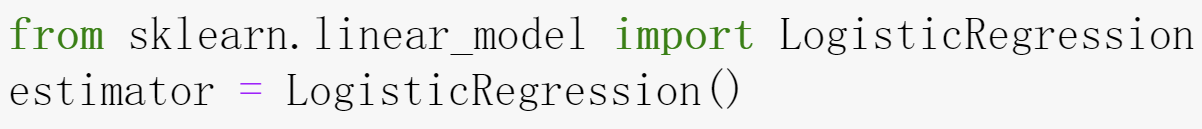 from sklearn.linear_model import LogisticRegression
estimator = LogisticRegression()